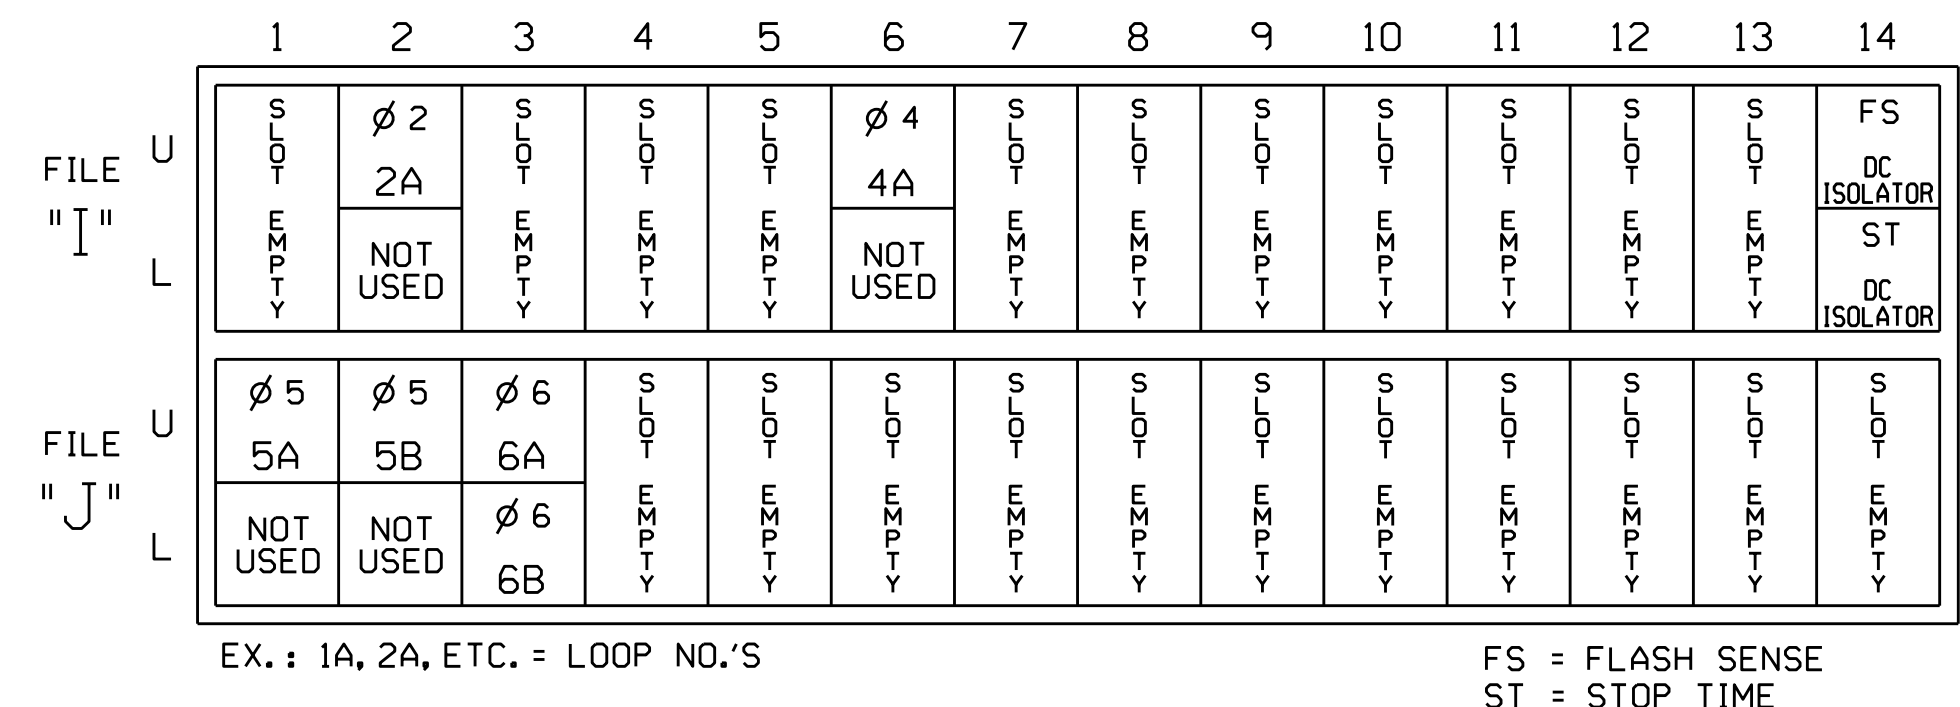 1 2 3 4 5 6 7 8 9 10 11 12 13 14
FILE "I"
U
L
SLOT EMPTY
Ø 2
2A
NOT USED
SLOT EMPTY
SLOT EMPTY
SLOT EMPTY
Ø 4
4A
NOT USED
SLOT EMPTY
SLOT EMPTY
SLOT EMPTY
SLOT EMPTY
SLOT EMPTY
SLOT EMPTY
SLOT EMPTY
FS
DC
ISOLATOR
ST
DC
ISOLATOR
FILE "J"
U
L
Ø 5
5A
NOT USED
Ø 5
5B
NOT USED
Ø 6
6A
Ø 6
6B
SLOT EMPTY
SLOT EMPTY
SLOT EMPTY
SLOT EMPTY
SLOT EMPTY
SLOT EMPTY
SLOT EMPTY
SLOT EMPTY
SLOT EMPTY
SLOT EMPTY
SLOT EMPTY
EX.: 1A, 2A, ETC. = LOOP NO.'S
FS = FLASH SENSE
ST = STOP TIME